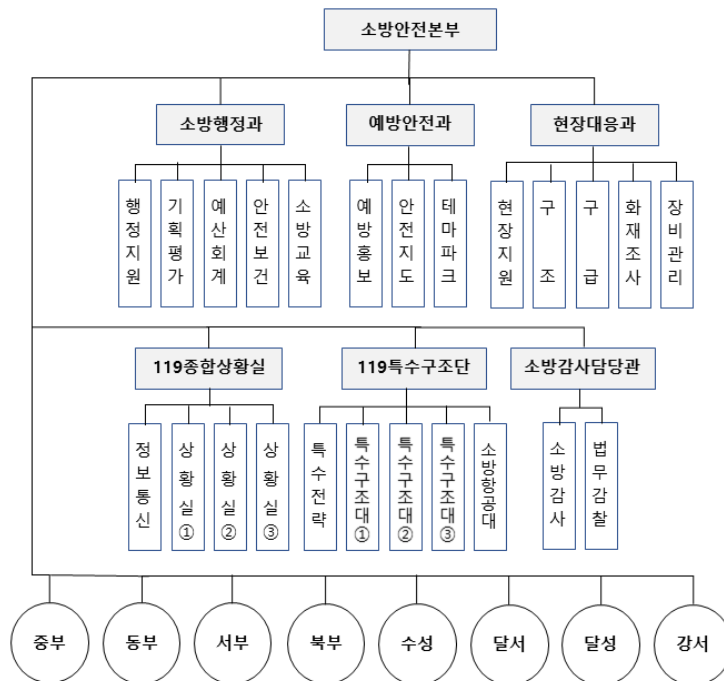 소방안전본부
소방행정과
예방안전과
현장대응과
행정지원
기획평가
예산회계
안전보건
소방교육
예방홍보
안전지도
테마파크
현장지원
구조
구급
화재조사
장비관리
119종합상황실
119특수구조단
소방감사담당관
정보통신
상황실①
상황실②
상황실③
특수전략
특수구조대①
특수구조대②
특수구조대③
소방항공대
소방감사
법무감찰
중부
동부
서부
북부
수성
달서
달성
강서